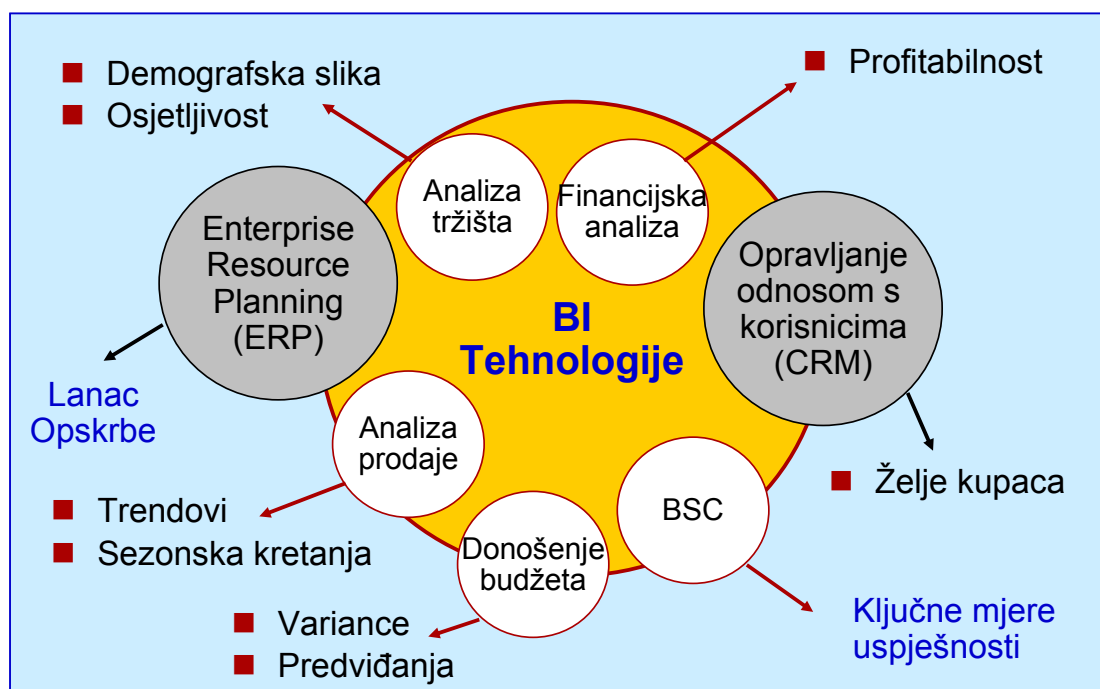 Demografska slika
Osjetljivost
Profitabilnost
Analiza
tržišta
Financijska
analiza
Enterprise
Resource
Planning
(ERP)
Opravljanje
odnosom s
korisnicima
(CRM)
BI
Tehnologije
Lanac
Opskrbe
Analiza
prodaje
Želje kupaca
Trendovi
Sezonska kretanja
BSC
Donošenje
budžeta
Variance
Predviđanja
Ključne mjere
uspješnosti